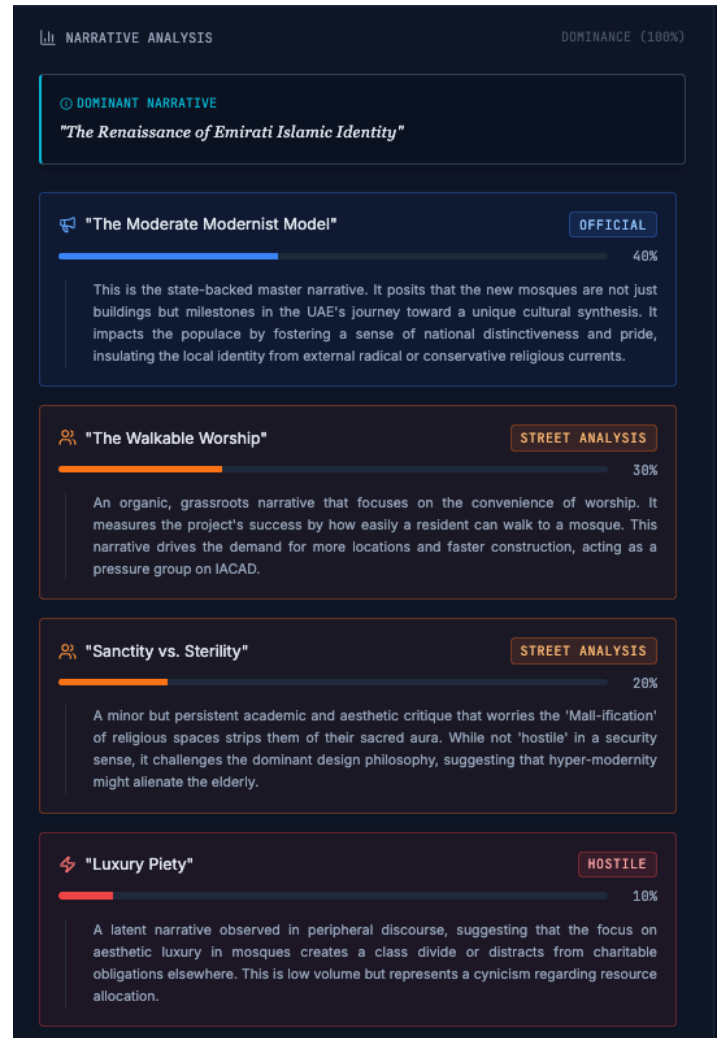 NARRATIVE ANALYSIS
DOMINANCE (100%)
DOMINANT NARRATIVE
"The Renaissance of Emirati Islamic Identity"
"The Moderate Modernist Model"
OFFICIAL
40%
This is the state-backed master narrative. It posits that the new mosques are not just
buildings but milestones in the UAE's journey toward a unique cultural synthesis. It
impacts the populace by fostering a sense of national distinctiveness and pride,
insulating the local identity from external radical or conservative religious currents.
"The Walkable Worship"
STREET ANALYSIS
30%
An organic, grassroots narrative that focuses on the convenience of worship. It
measures the project's success by how easily a resident can walk to a mosque. This
narrative drives the demand for more locations and faster construction, acting as a
pressure group on IACAD.
"Sanctity vs. Sterility"
STREET ANALYSIS
20%
A minor but persistent academic and aesthetic critique that worries the 'Mall-ification'
of religious spaces strips them of their sacred aura. While not 'hostile' in a security
sense, it challenges the dominant design philosophy, suggesting that hyper-modernity
might alienate the elderly.
"Luxury Piety"
HOSTILE
10%
A latent narrative observed in peripheral discourse, suggesting that the focus on
aesthetic luxury in mosques creates a class divide or distracts from charitable
obligations elsewhere. This is low volume but represents a cynicism regarding resource
allocation.